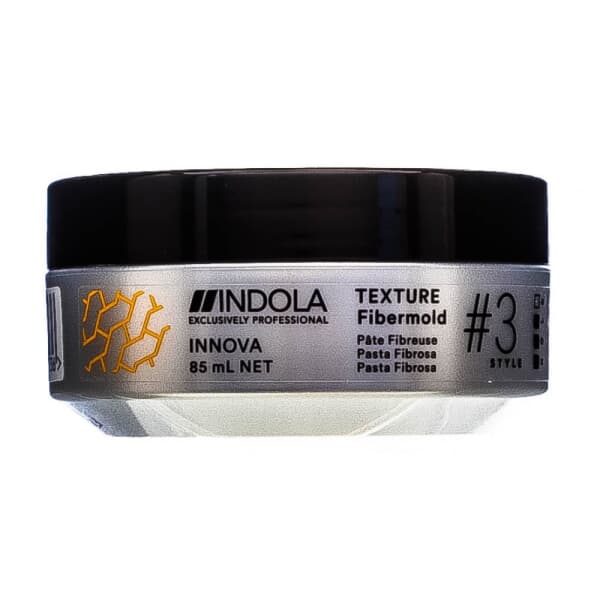 INDOLA
EXCLUSIVELY PROFESSIONAL
INNOVA
85 mL NET
TEXTURE
Fibermold
Pâte Fibreuse
Pasta Fibrosa
Pasta Fibrosa
#3
STYLE